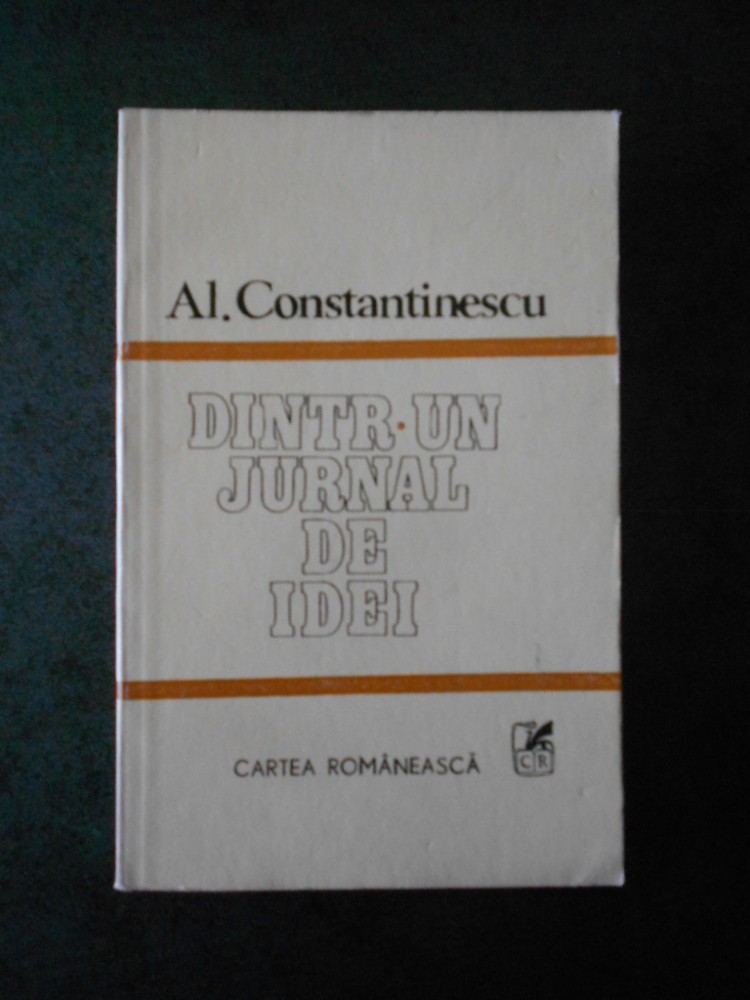 Al. Constantinescu
DINTR·UN
JURNAL
DE
IDEI
CARTEA ROMÂNEASCĂ
CR